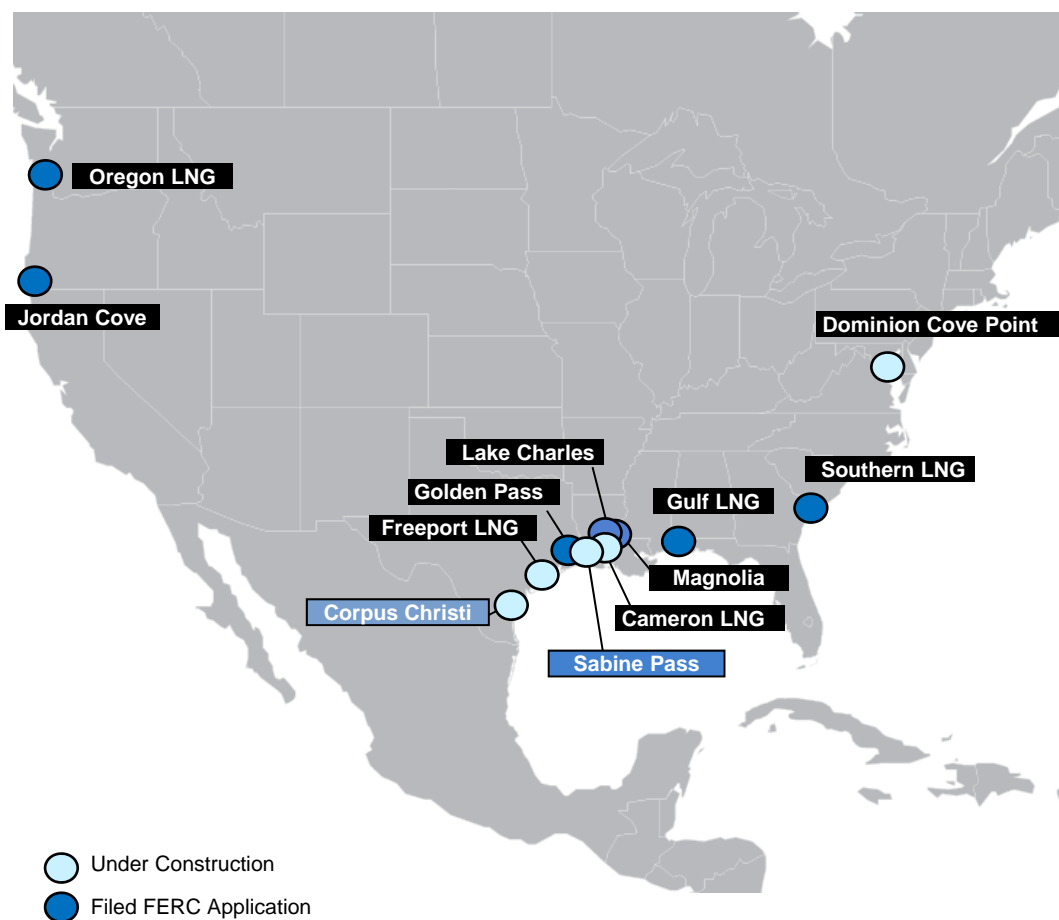 Oregon LNG
Jordan Cove
Dominion Cove Point
Lake Charles
Southern LNG
Golden Pass
Gulf LNG
Freeport LNG
Magnolia
Corpus Christi
Cameron LNG
Sabine Pass
Under Construction
Filed FERC Application